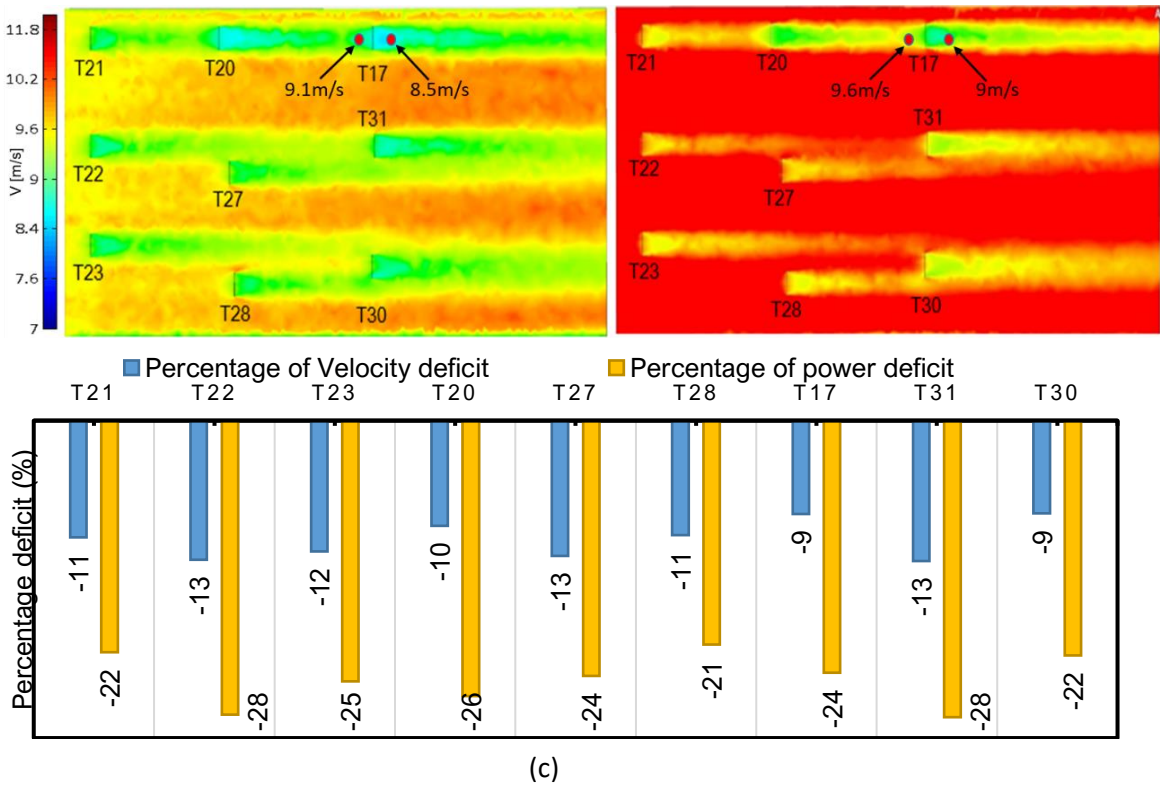 11.8
10.2
9.6
9
8.4
7.6
7
V [m/s]
T21
T20
T17
9.1m/s
8.5m/s
T31
T22
T27
T23
T28
T30
T21
T20
T17
9.6m/s
9m/s
T31
T22
T27
T23
T28
T30
Percentage of Velocity deficit
Percentage of power deficit
T21 T22 T23 T20 T27 T28 T17 T31 T30
Percentage deficit (%)
-11 -22 -13 -28 -12 -25 -10 -26 -13 -24 -11 -21 -9 -24 -13 -28 -9 -22
(c)